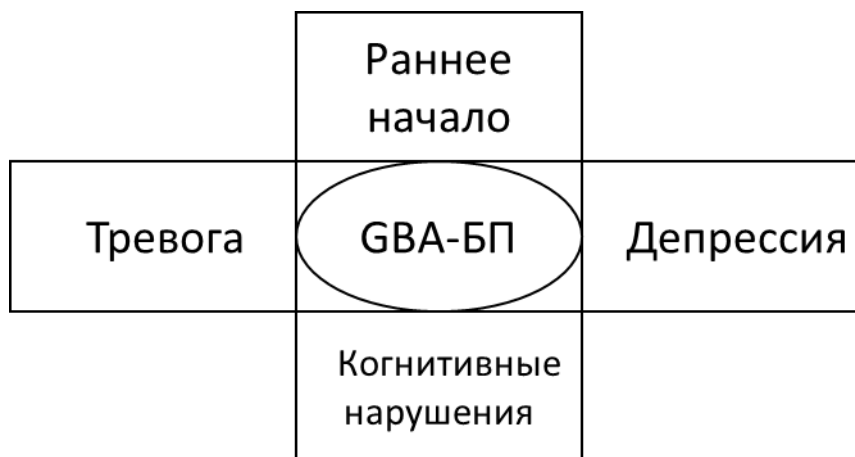 Раннее
начало
Тревога
GBA-БП
Депрессия
Когнитивные
нарушения